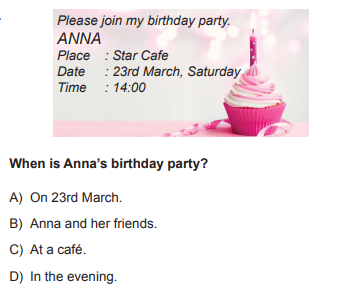 Please join my birthday party.
ANNA
Place : Star Cafe
Date : 23rd March, Saturday
Time : 14:00
When is Anna's birthday party?
A) On 23rd March.
B) Anna and her friends.
C) At a café.
D) In the evening.